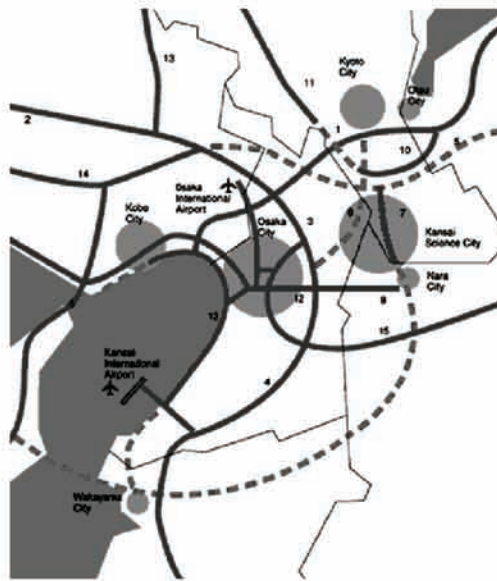 13
Kyoto
City
11
Otsu
City
2
1
10
5
14
Osaka
International
Airport
Kobe
City
Osaka
City
3
6
7
Kansai
Science City
Nara
City
12
8
15
13
Kansai
International
Airport
4
Wakayama
City